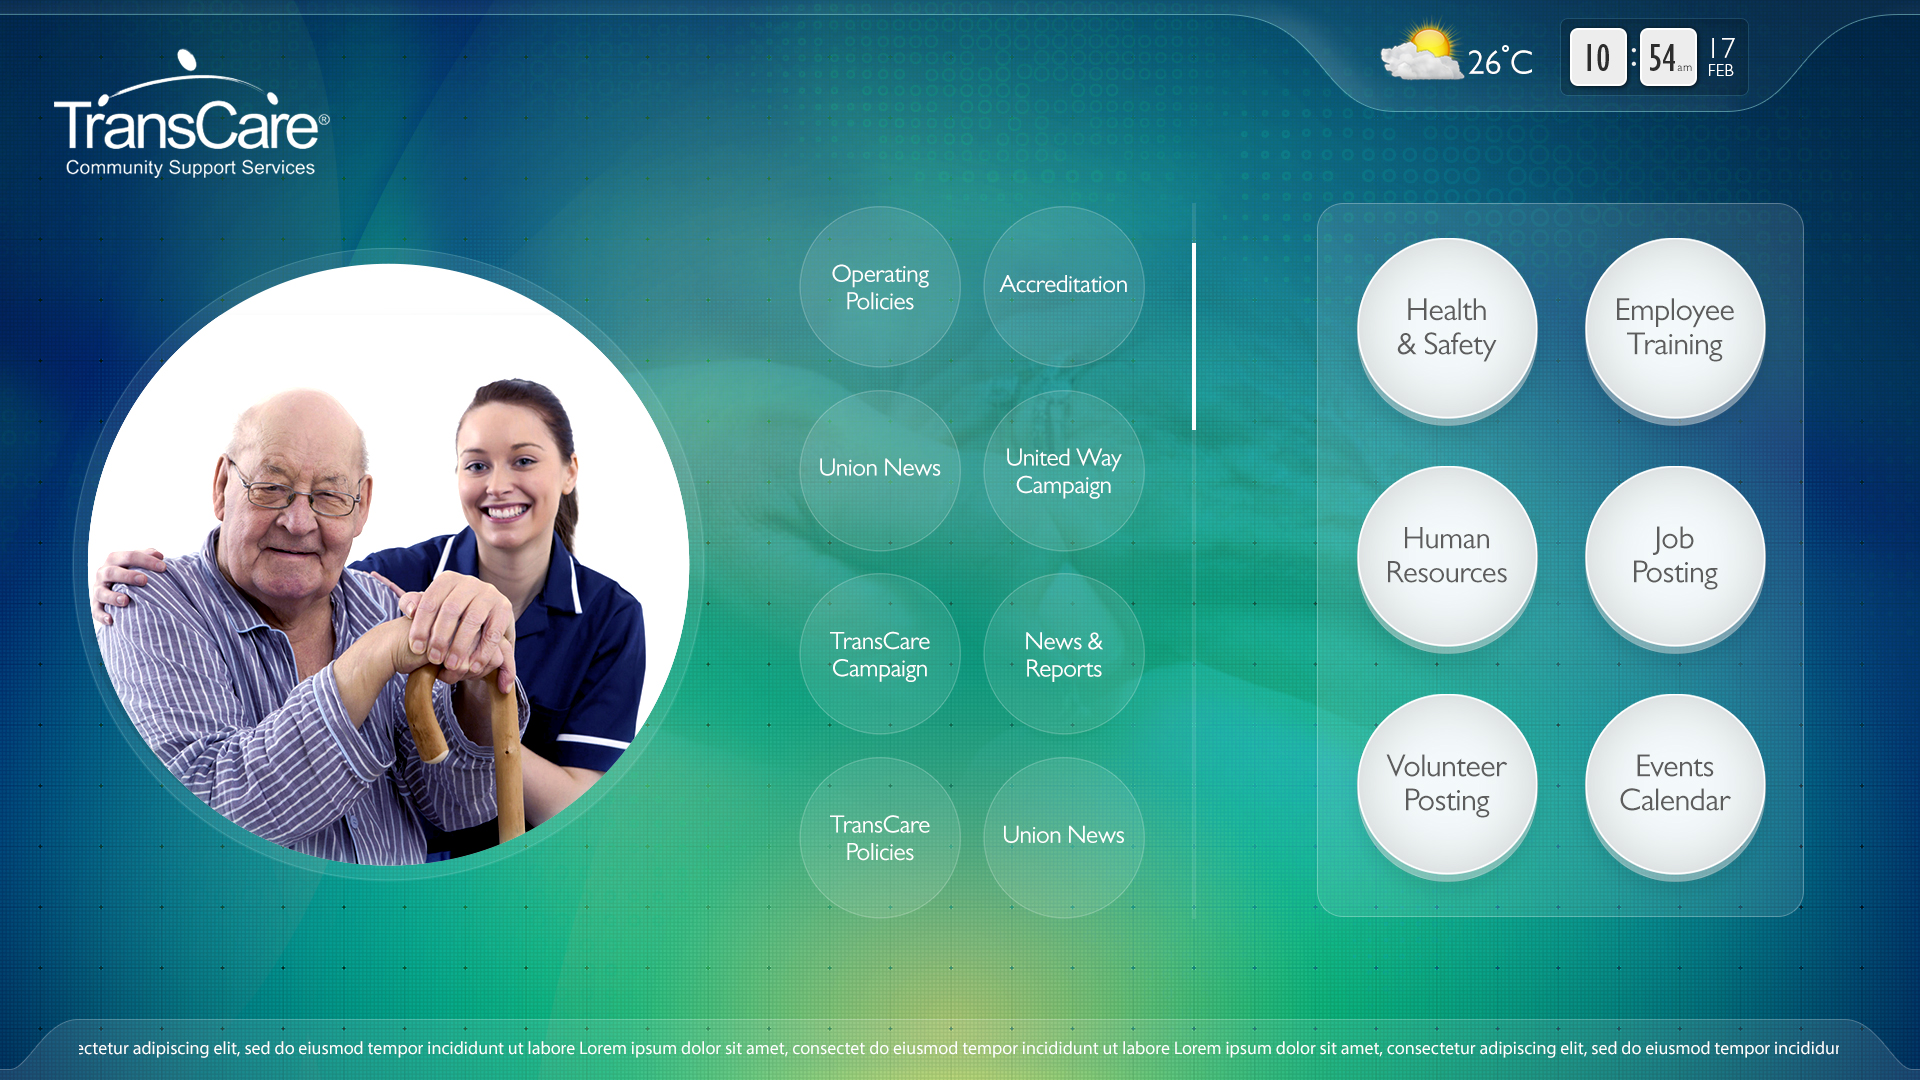 26°C
10 : 54 am
17
FEB
TransCare®
Community Support Services
Operating
Policies
Accreditation
Union News
United Way
Campaign
TransCare
Campaign
News &
Reports
TransCare
Policies
Union News
Health
& Safety
Employee
Training
Human
Resources
Job
Posting
Volunteer
Posting
Events
Calendar
ectetur adipiscing elit, sed do eiusmod tempor incididunt ut labore Lorem ipsum dolor sit amet, consectet do eiusmod tempor incididunt ut labore Lorem ipsum dolor sit amet, consectetur adipiscing elit, sed do eiusmod tempor incididur